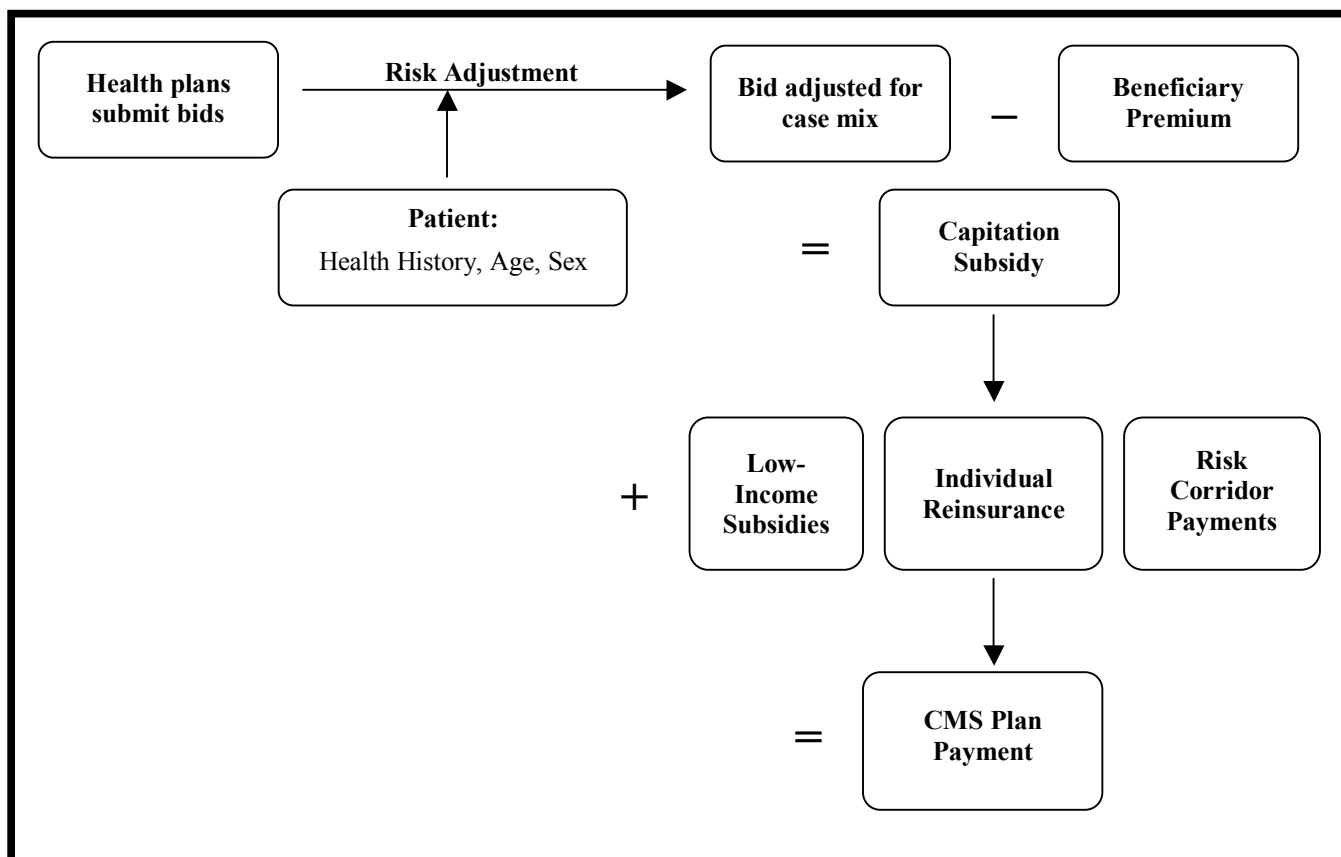 Health plans
submit bids
Risk Adjustment
Bid adjusted for
case mix
–
Beneficiary
Premium
Patient:
Health History, Age, Sex
=
Capitation
Subsidy
+
Low-
Income
Subsidies
Individual
Reinsurance
Risk
Corridor
Payments
=
CMS Plan
Payment